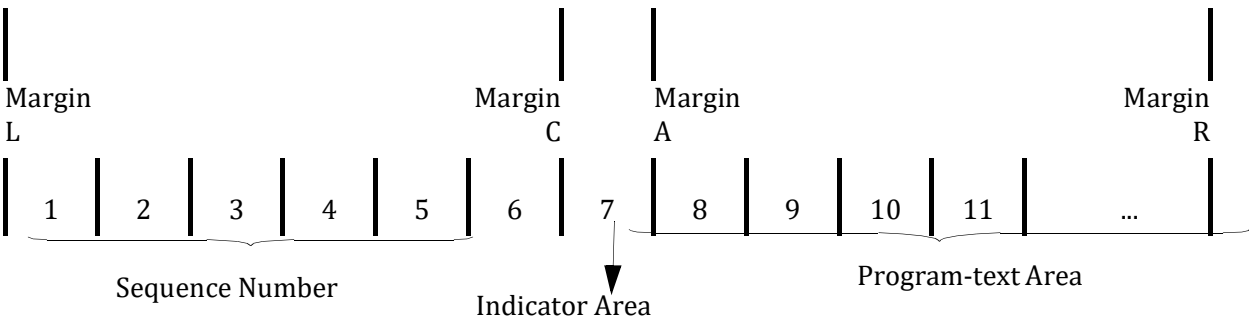 Margin Margin Margin Margin
L C A R
1 2 3 4 5 6 7 8 9 10 11 ...
Sequence Number Program-text Area
Indicator Area